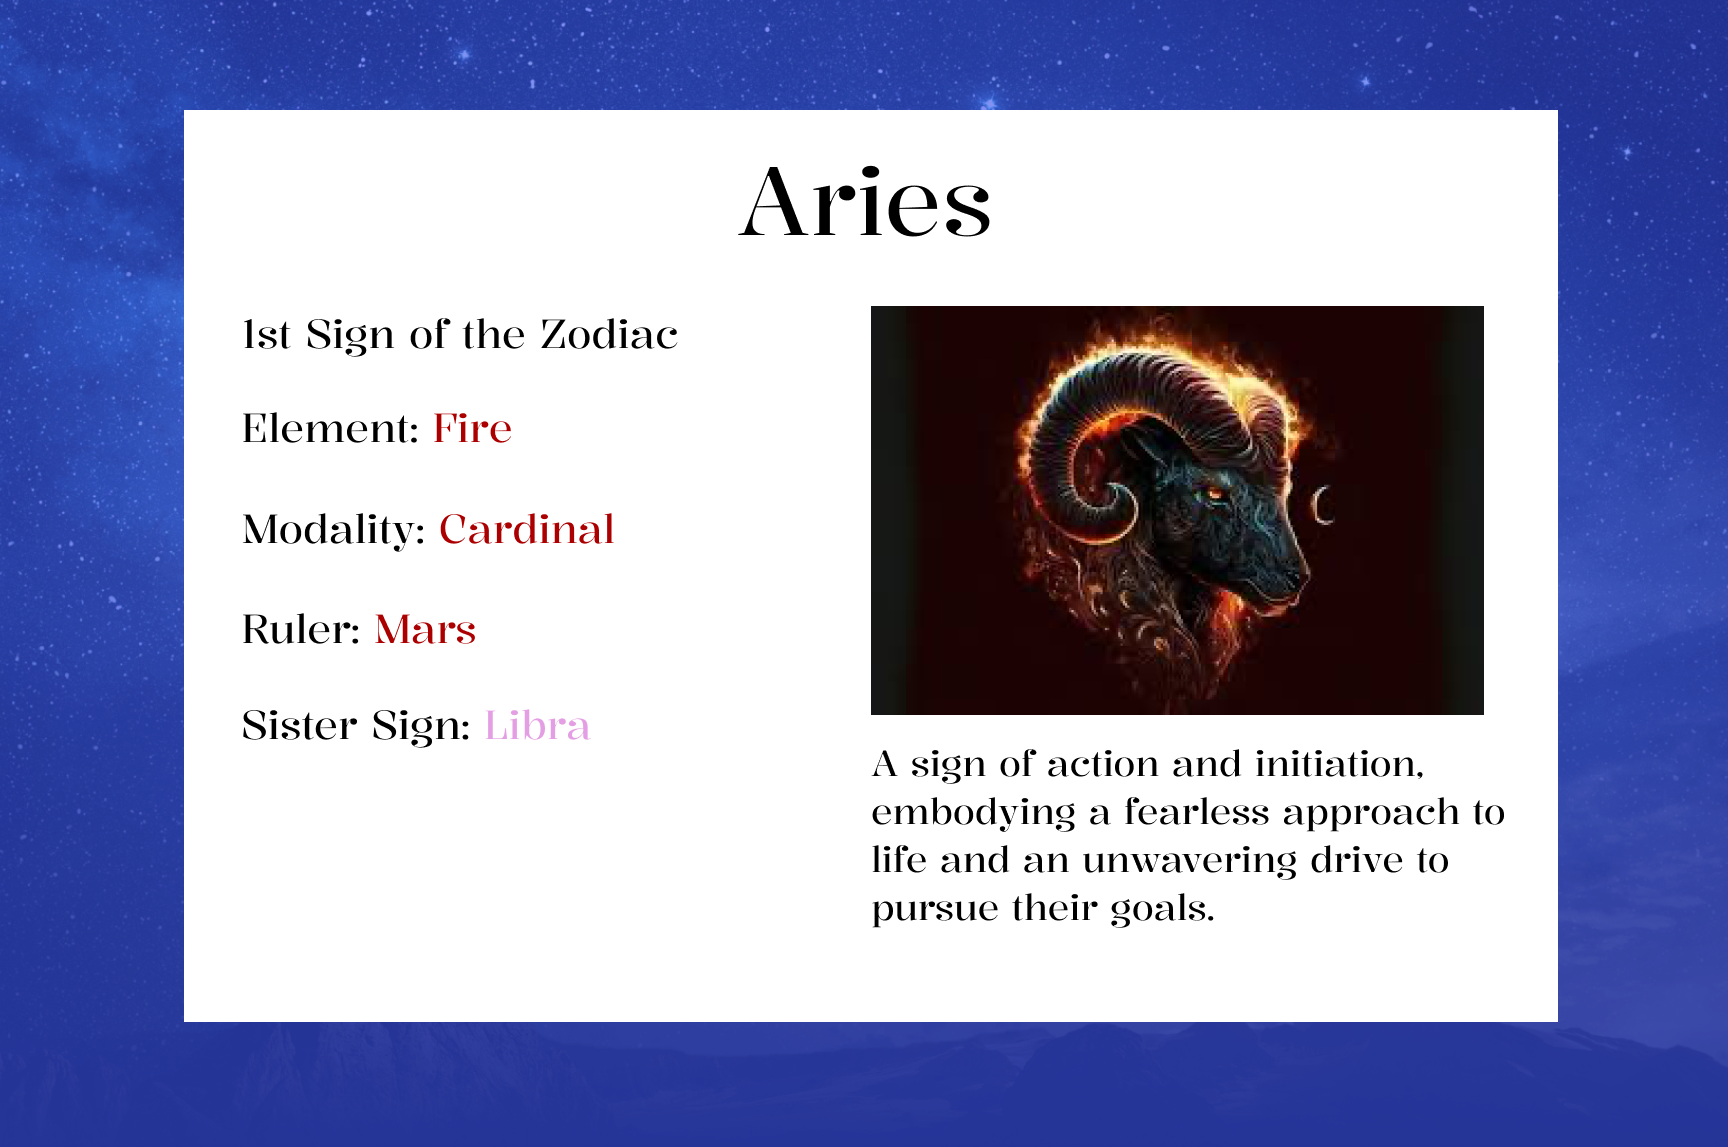 Aries
1st Sign of the Zodiac
Element: Fire
Modality: Cardinal
Ruler: Mars
Sister Sign: Libra
A sign of action and initiation,
embodying a fearless approach to
life and an unwavering drive to
pursue their goals.